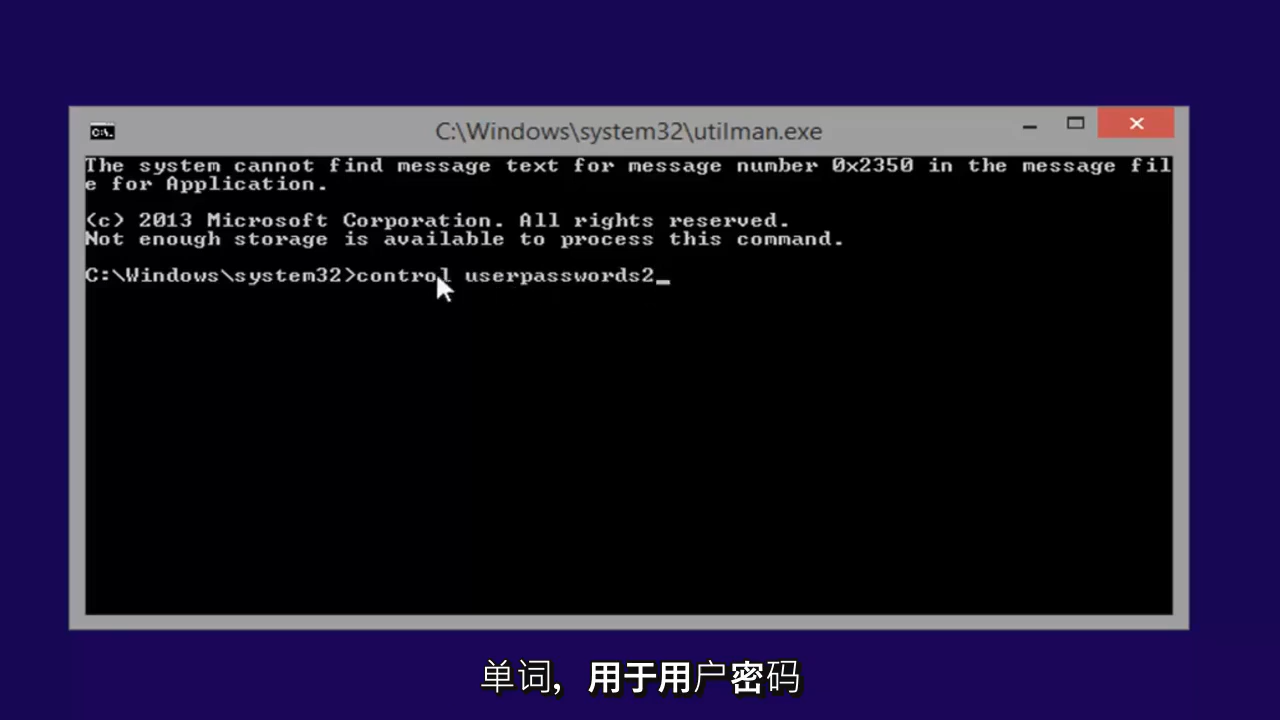 C:\Windows\system32\utilman.exe
The system cannot find message text for message number 0x2350 in the message fil
e for Application.
(c) 2013 Microsoft Corporation. All rights reserved.
Not enough storage is available to process this command.
C:\Windows\system32>control userpasswords2_
单词，用于用户密码